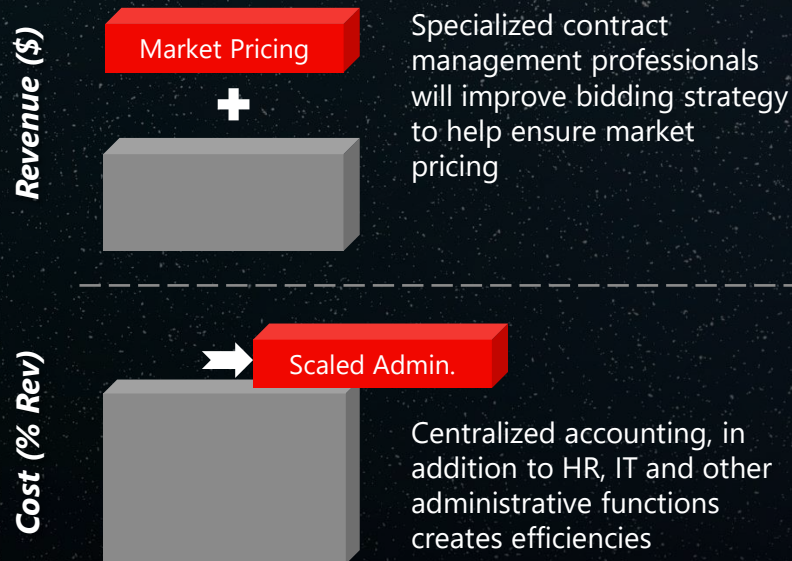 Revenue ($)
Market Pricing
Specialized contract
management professionals
will improve bidding strategy
to help ensure market
pricing
Cost (% Rev)
Scaled Admin.
Centralized accounting, in
addition to HR, IT and other
administrative functions
creates efficiencies